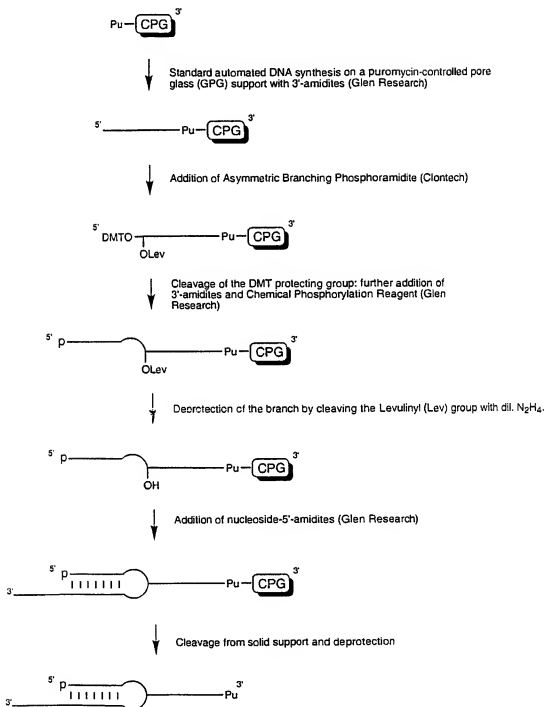 3'
Pu CPG
Standard automated DNA synthesis on a puromycin-controlled pore
glass (GPG) support with 3'-amidites (Glen Research)
5' 3'
Pu CPG
Addition of Asymmetric Branching Phosphoramidite (Clontech)
5' 3'
DMTO Pu CPG
OLev
Cleavage of the DMT protecting group: further addition of
3'-amidites and Chemical Phosphorylation Reagent (Glen
Research)
5' p 3'
Pu CPG
OLev
Deprotection of the branch by cleaving the Levulinyl (Lev) group with dil. N2H4.
5' p 3'
Pu CPG
OH
Addition of nucleoside-5'-amidites (Glen Research)
5' p 3'
Pu CPG
3'
Cleavage from solid support and deprotection
5' p 3'
Pu
3'